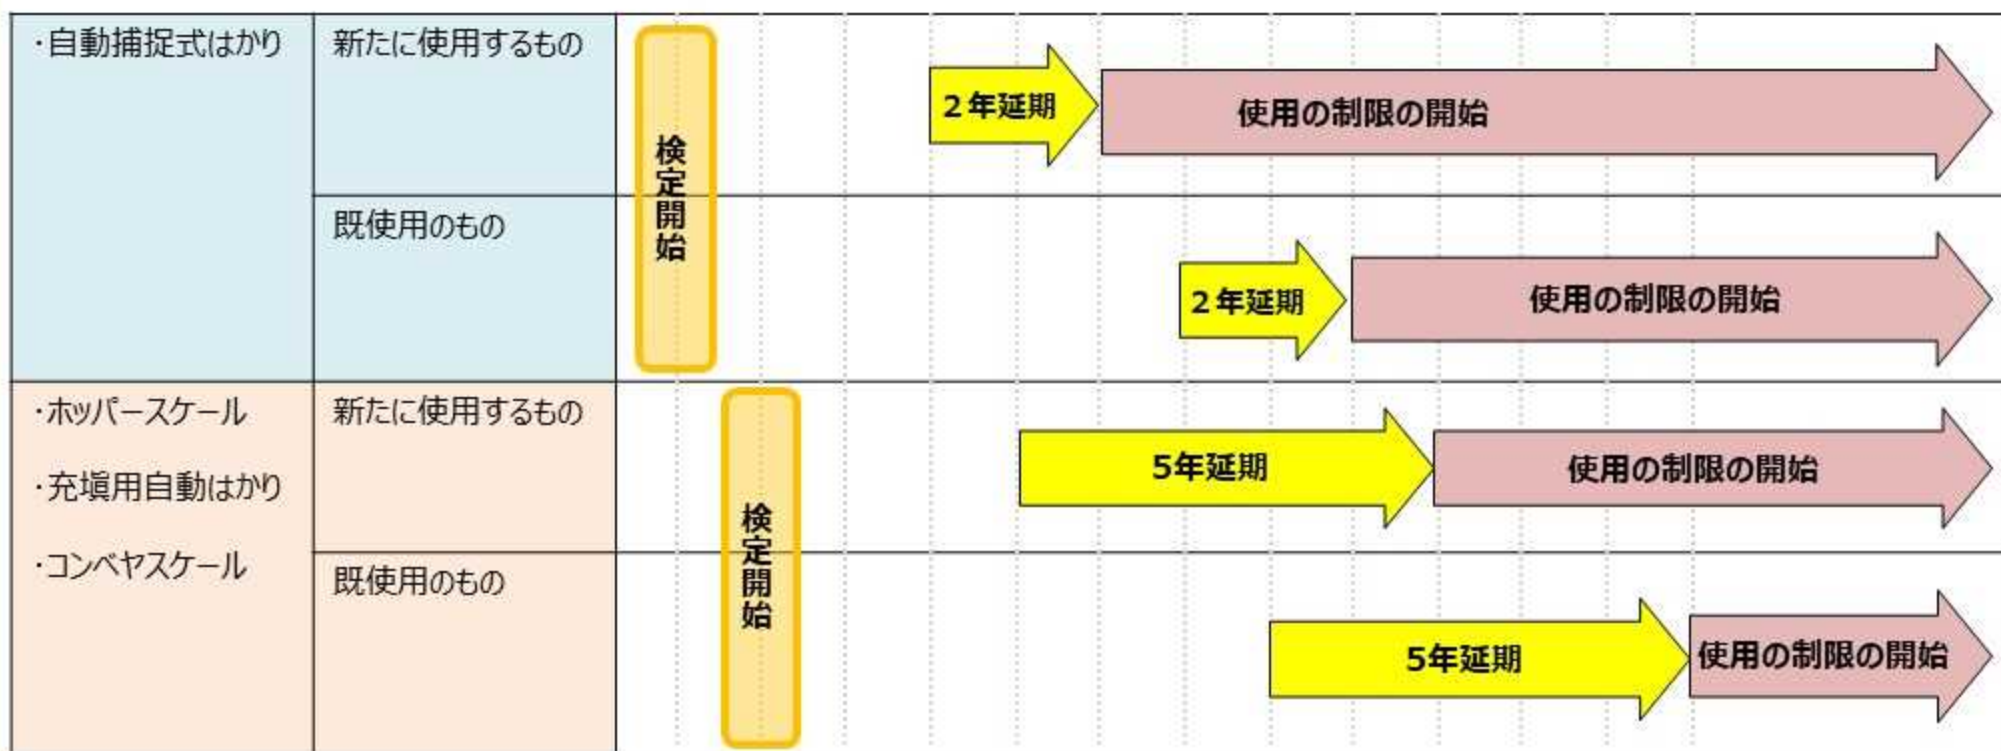 ・自動捕捉式はかり
新たに使用するもの
検定開始
2年延期
使用の制限の開始
既使用のもの
2年延期
使用の制限の開始
・ホッパースケール
・充塡用自動はかり
・コンベヤスケール
新たに使用するもの
検定開始
5年延期
使用の制限の開始
既使用のもの
5年延期
使用の制限の開始